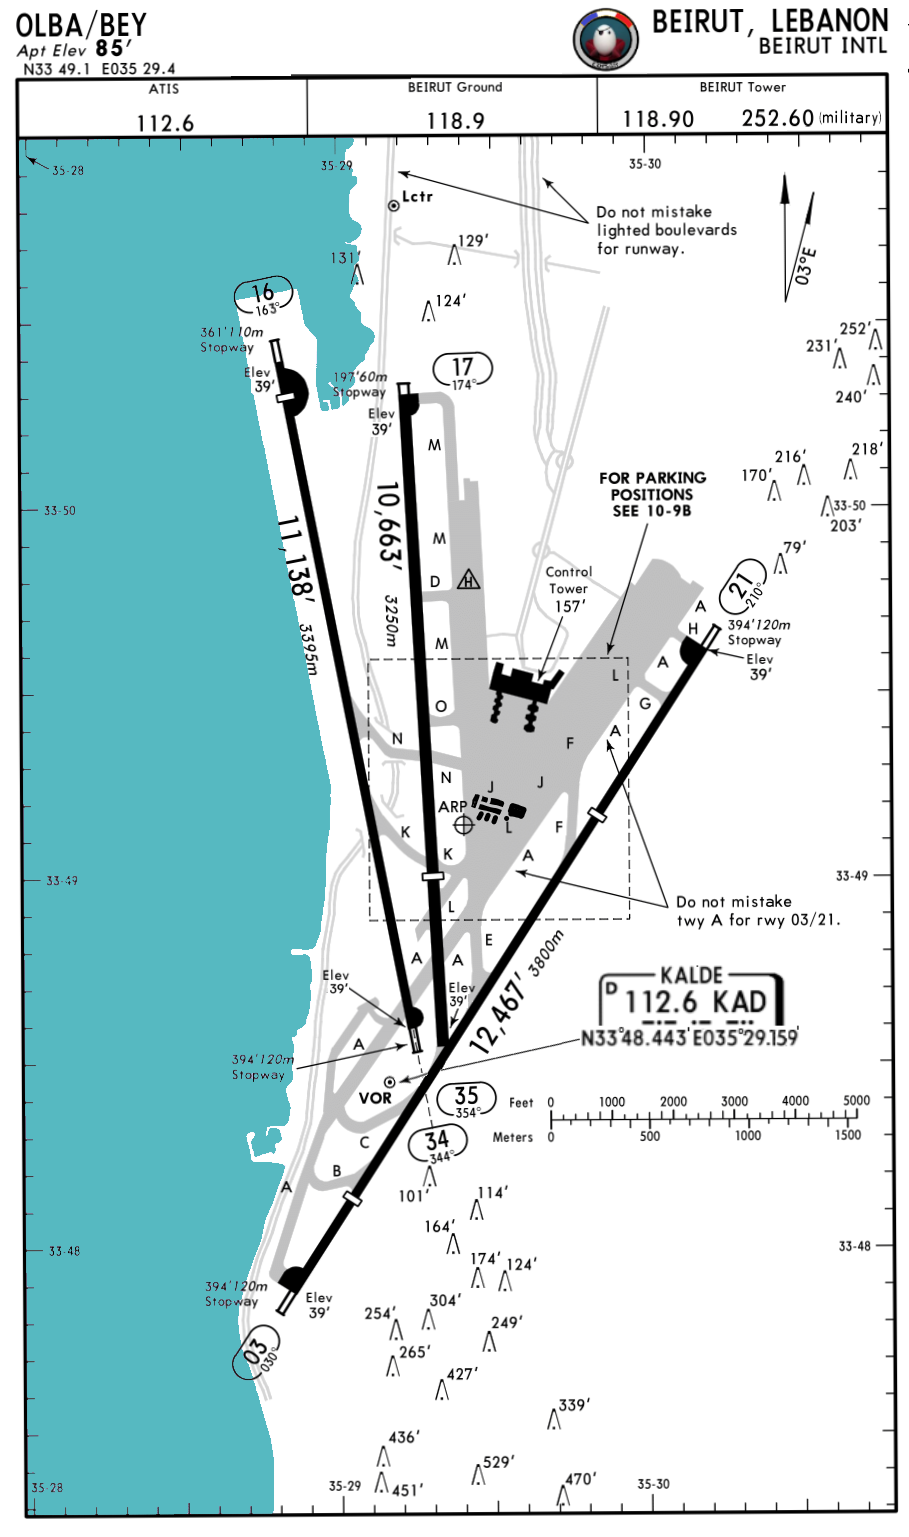 OLBA/BEY
Apt Elev 85'
N33 49.1 E035 29.4
BEIRUT, LEBANON
BEIRUT INTL
ATIS
112.6
BEIRUT Ground
118.9
BEIRUT Tower
118.90 252.60 (military)
35-28
35-29
35-30
Lctr
Do not mistake
lighted boulevards
for runway.
03°E
131'
129'
124'
16
163°
361'110m
Stopway
Elev
39'
197'60m
Stopway
Elev
39'
17
174°
252'
231'
240'
216'
218'
170'
33-50
203'
79'
33-50
FOR PARKING
POSITIONS
SEE 10-9B
M
10,663'
3250m
11,138'
3395m
M
D
H
M
Control
Tower
157'
21
210°
A
H
394'120m
Stopway
Elev
39'
A
L
G
A
O
N
F
N
J
J
ARP
K
L
F
K
A
33-49
33-49
L
Do not mistake
twy A for rwy 03/21.
E
A
A
12,467'
3800m
Elev
39'
Elev
39'
KALDE
D 112.6 KAD
N33°48.443' E035°29.159'
A
394'120m
Stopway
VOR
35
354°
34
344°
Feet 0 1000 2000 3000 4000 5000
Meters 0 500 1000 1500
C
B
A
101'
114'
164'
174'
124'
33-48
33-48
394'120m
Stopway
Elev
39'
03
030°
254'
304'
249'
265'
427'
339'
436'
451'
529'
470'
35-28
35-29
35-30